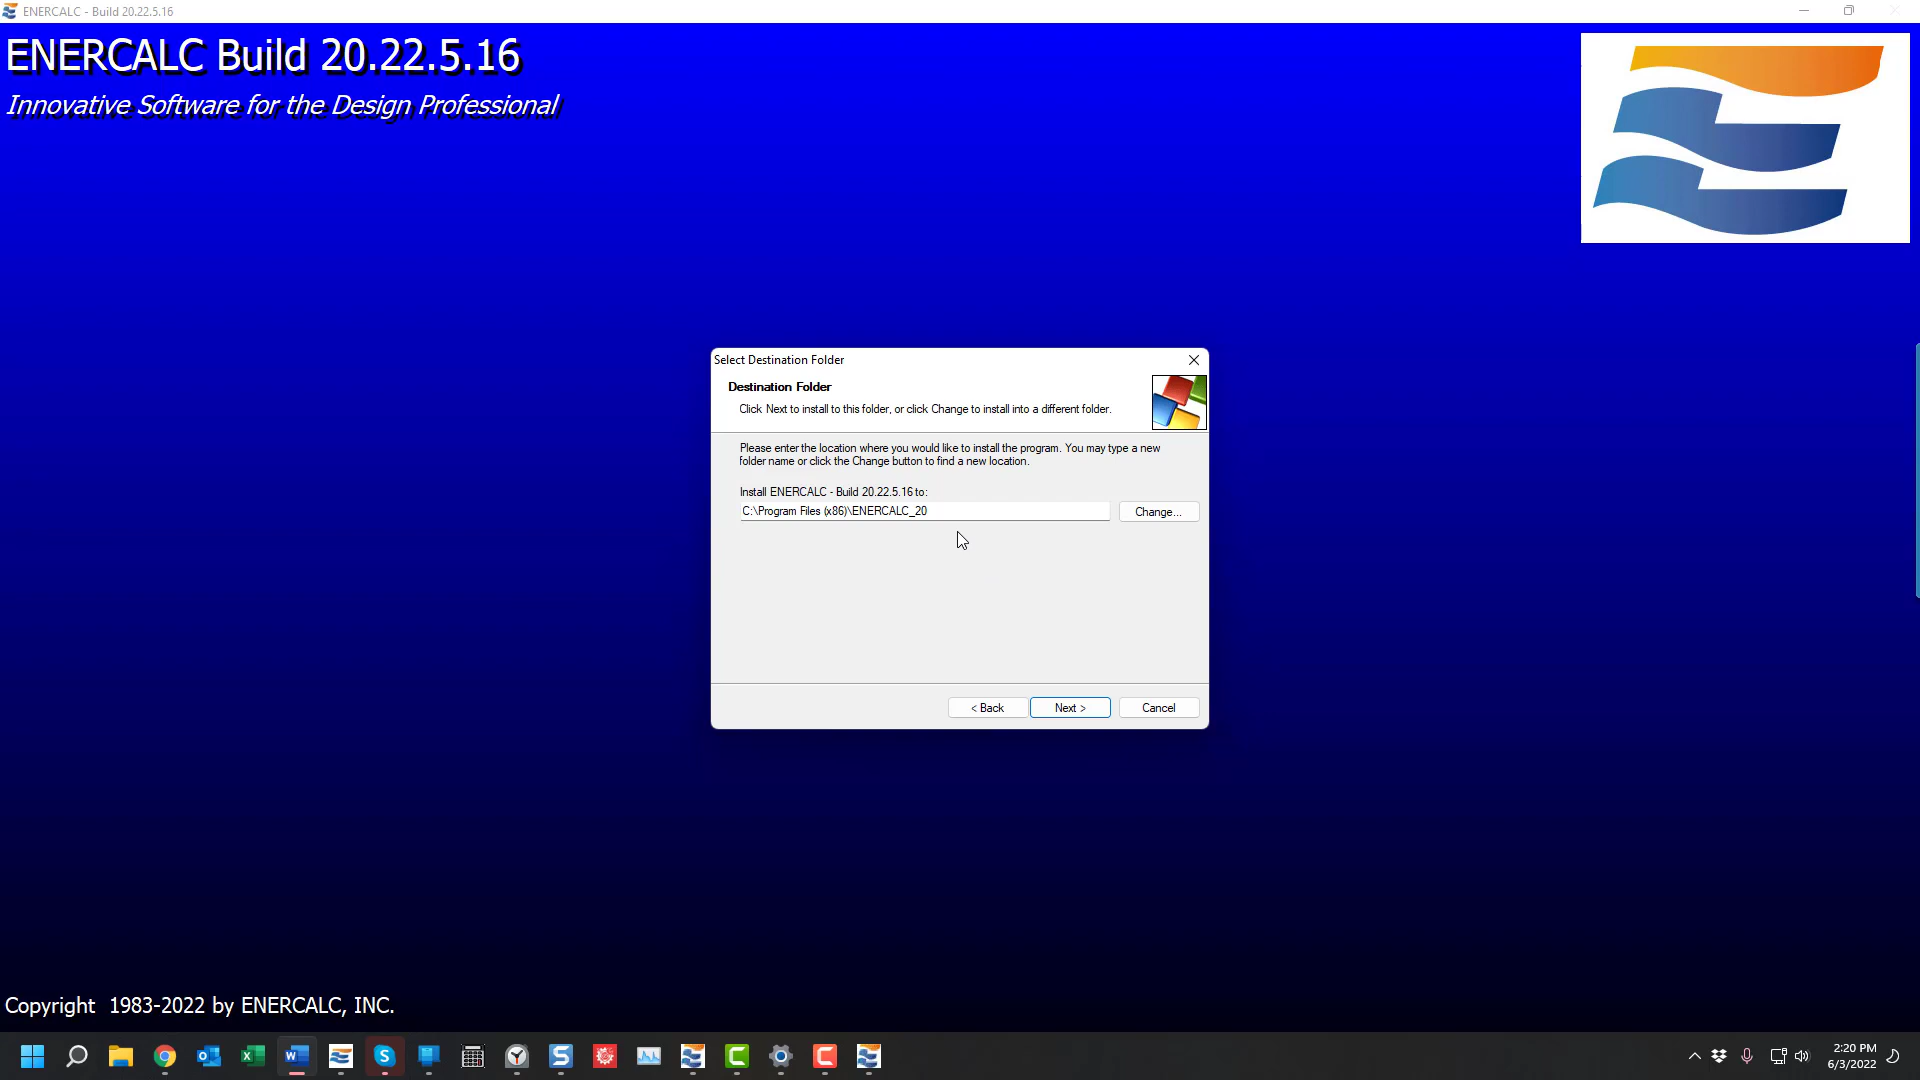 ENERCALC - Build 20.22.5.16
ENERCALC Build 20.22.5.16
Innovative Software for the Design Professional
Select Destination Folder
Destination Folder
Click Next to install to this folder, or click Change to install into a different folder.
Please enter the location where you would like to install the program. You may type a new
folder name or click the Change button to find a new location.
Install ENERCALC - Build 20.22.5.16 to:
C:\Program Files (x86)\ENERCALC_20
Change...
< Back
Next >
Cancel
Copyright 1983-2022 by ENERCALC, INC.
2:20 PM
6/3/2022